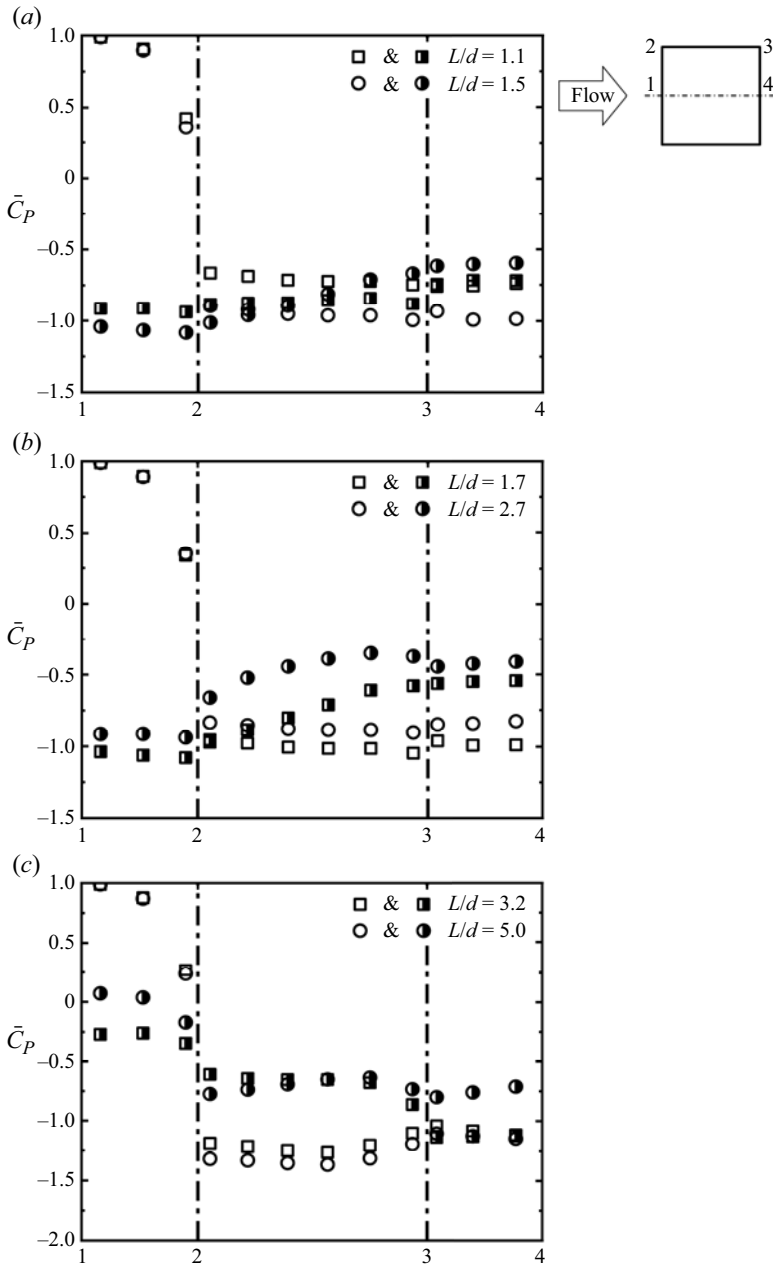 (a)
1.0
0.5
0
–0.5
–1.0
–1.5
C̄P
& L/d = 1.1
& L/d = 1.5
1 2 3 4
Flow
2 3
1 4
(b)
1.0
0.5
0
–0.5
–1.0
–1.5
C̄P
& L/d = 1.7
& L/d = 2.7
1 2 3 4
(c)
1.0
0.5
0
–0.5
–1.0
–1.5
–2.0
C̄P
& L/d = 3.2
& L/d = 5.0
1 2 3 4